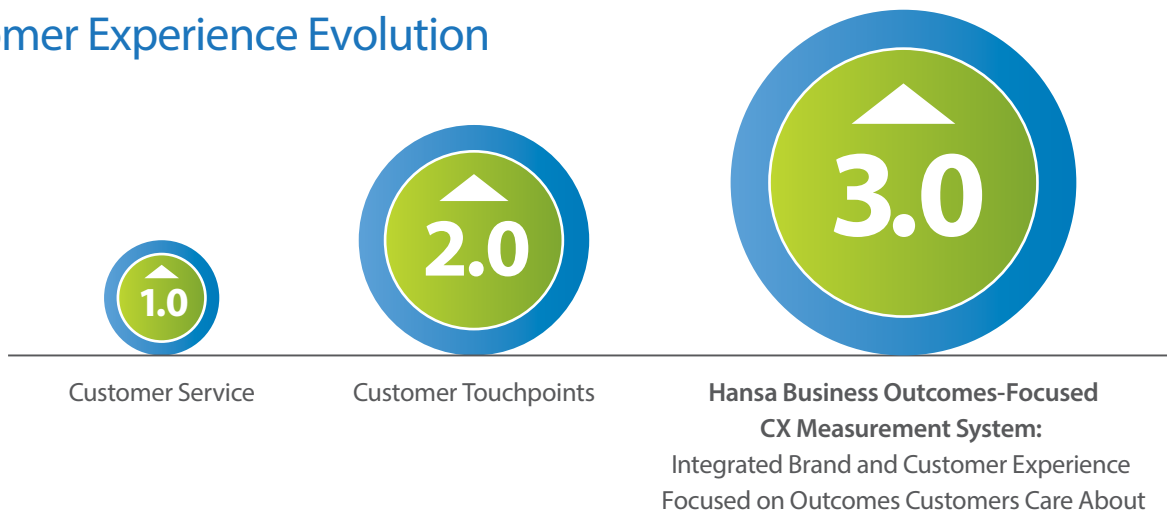 omer Experience Evolution
1.0
2.0
3.0
Customer Service
Customer Touchpoints
Hansa Business Outcomes-Focused
CX Measurement System:
Integrated Brand and Customer Experience
Focused on Outcomes Customers Care About